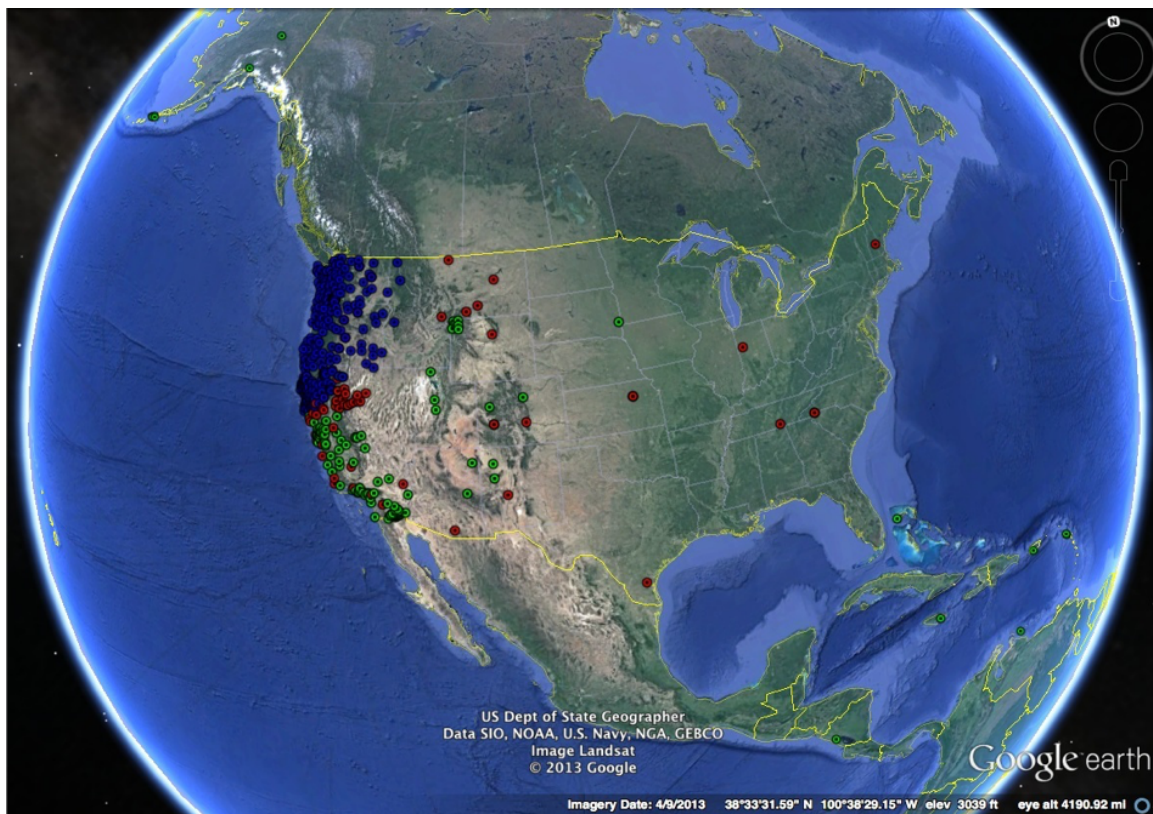 N
US Dept of State Geographer
Data SIO, NOAA, U.S. Navy, NGA, GEBCO
Image Landsat
© 2013 Google
Google earth
Imagery Date: 4/9/2013 38°33'31.59" N 100°38'29.15" W elev 3039 ft eye alt 4190.92 mi